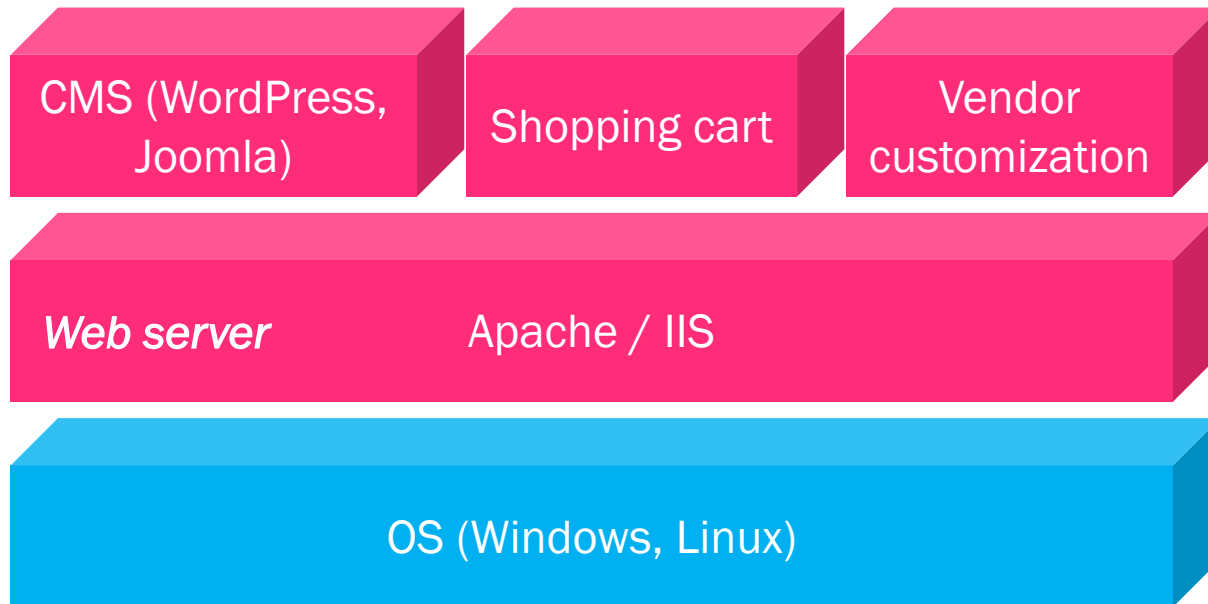 CMS (WordPress,
Joomla)
Shopping cart
Vendor
customization
Web server
Apache / IIS
OS (Windows, Linux)